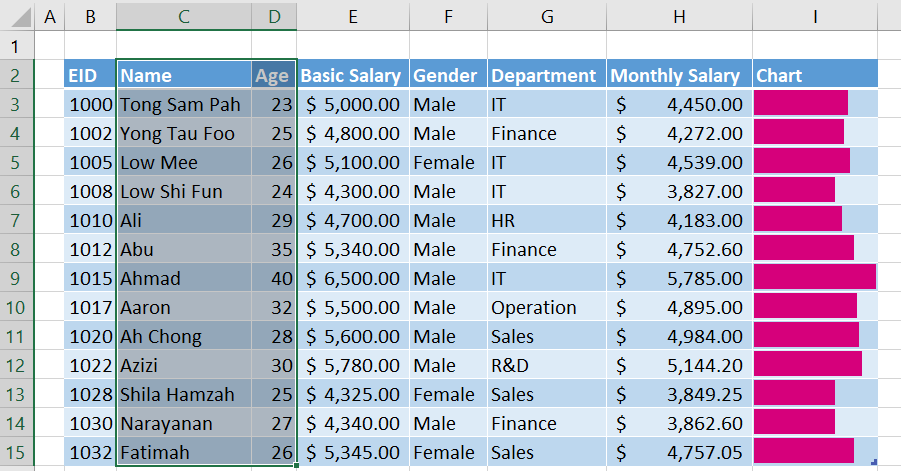 A B C D E F G H I
1
2 EID Name Age Basic Salary Gender Department Monthly Salary Chart
3 1000 Tong Sam Pah 23 $ 5,000.00 Male IT $ 4,450.00
4 1002 Yong Tau Foo 25 $ 4,800.00 Male Finance $ 4,272.00
5 1005 Low Mee 26 $ 5,100.00 Female IT $ 4,539.00
6 1008 Low Shi Fun 24 $ 4,300.00 Male IT $ 3,827.00
7 1010 Ali 29 $ 4,700.00 Male HR $ 4,183.00
8 1012 Abu 35 $ 5,340.00 Male Finance $ 4,752.60
9 1015 Ahmad 40 $ 6,500.00 Male IT $ 5,785.00
10 1017 Aaron 32 $ 5,500.00 Male Operation $ 4,895.00
11 1020 Ah Chong 28 $ 5,600.00 Male Sales $ 4,984.00
12 1022 Azizi 30 $ 5,780.00 Male R&D $ 5,144.20
13 1028 Shila Hamzah 25 $ 4,325.00 Female Sales $ 3,849.25
14 1030 Narayanan 27 $ 4,340.00 Male Finance $ 3,862.60
15 1032 Fatimah 26 $ 5,345.00 Female Sales $ 4,757.05